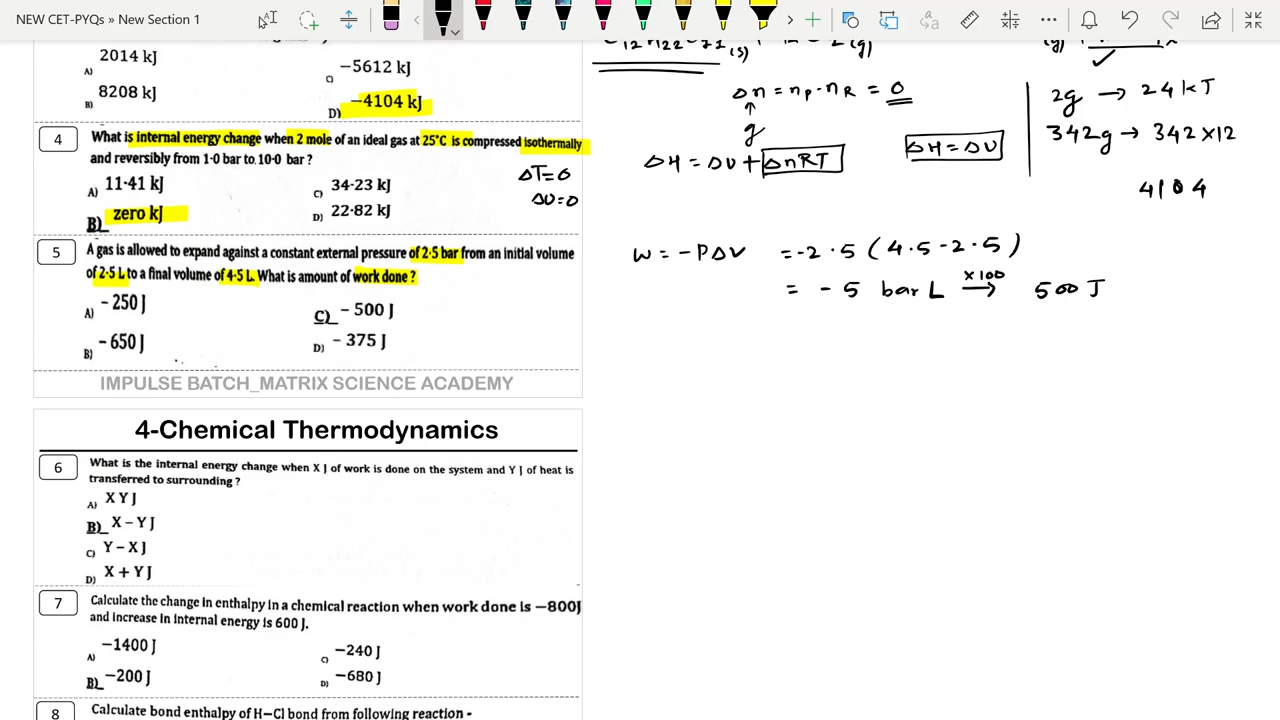 NEW CET-PYQs » New Section 1
2014 kJ
A)
-5612 kJ
C)
8208 kJ
B)
-4104 kJ
D)
C12H22O11(s)
2(g)
(g)
Δn = nP - nR = 0
g
ΔH = ΔU + ΔnRT
ΔH = ΔU
2g → 24kJ
342g → 342×12
4104
4
What is internal energy change when 2 mole of an ideal gas at 25°C is compressed isothermally
and reversibly from 1·0 bar to 10·0 bar ?
A) 11·41 kJ
C) 34·23 kJ
B) zero kJ
D) 22·82 kJ
ΔT=0
ΔU=0
5
A gas is allowed to expand against a constant external pressure of 2·5 bar from an initial volume
of 2·5 L to a final volume of 4·5 L. What is amount of work done ?
A) - 250 J
C) - 500 J
B) - 650 J
D) - 375 J
W = -PΔV = -2·5 (4·5-2·5)
= -5 bar L ×100 → 500 J
IMPULSE BATCH_MATRIX SCIENCE ACADEMY
4-Chemical Thermodynamics
6
What is the internal energy change when X J of work is done on the system and Y J of heat is
transferred to surrounding ?
A) X Y J
B) X - Y J
C) Y - X J
D) X + Y J
7
Calculate the change in enthalpy in a chemical reaction when work done is -800J
and increase in internal energy is 600 J.
A) -1400 J
C) -240 J
B) -200 J
D) -680 J
8
Calculate bond enthalpy of H-Cl bond from following reaction -